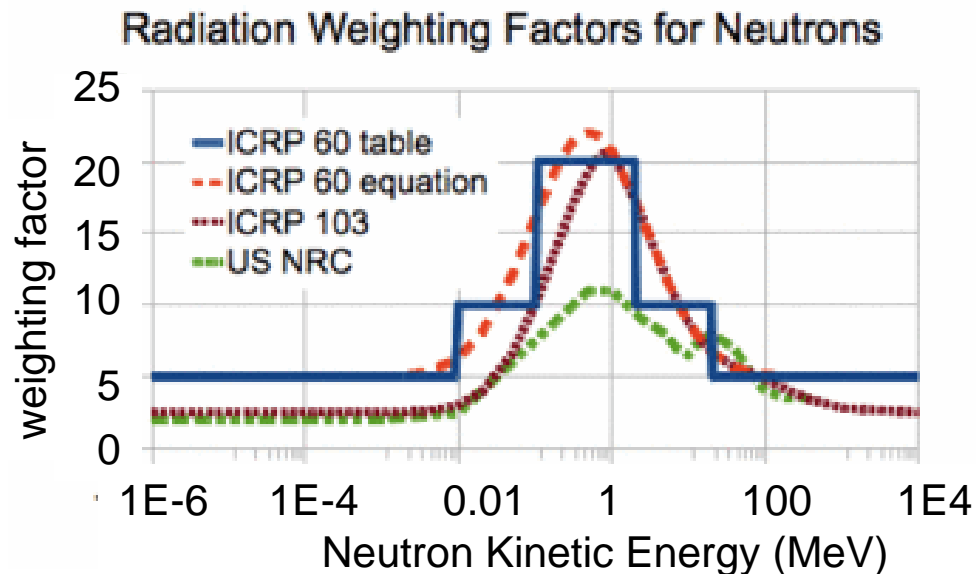 Radiation Weighting Factors for Neutrons
25
20
15
10
5
0
weighting factor
ICRP 60 table
ICRP 60 equation
ICRP 103
US NRC
1E-6 1E-4 0.01 1 100 1E4
Neutron Kinetic Energy (MeV)